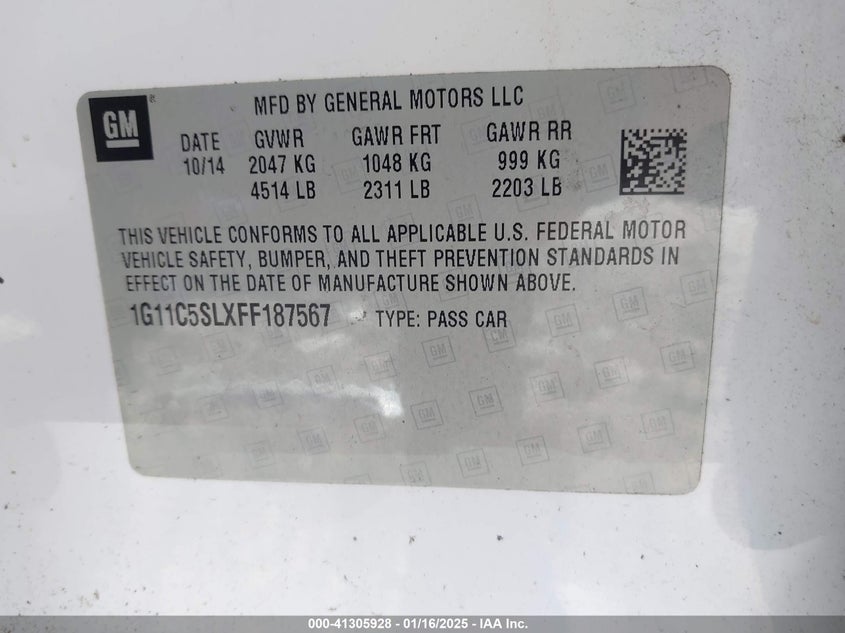 GM ®
MFD BY GENERAL MOTORS LLC
DATE GVWR GAWR FRT GAWR RR
10/14 2047 KG 1048 KG 999 KG
4514 LB 2311 LB 2203 LB
THIS VEHICLE CONFORMS TO ALL APPLICABLE U.S. FEDERAL MOTOR
VEHICLE SAFETY, BUMPER, AND THEFT PREVENTION STANDARDS IN
EFFECT ON THE DATE OF MANUFACTURE SHOWN ABOVE.
1G11C5SLXFF187567 TYPE: PASS CAR
000-41305928 - 01/16/2025 - IAA Inc.